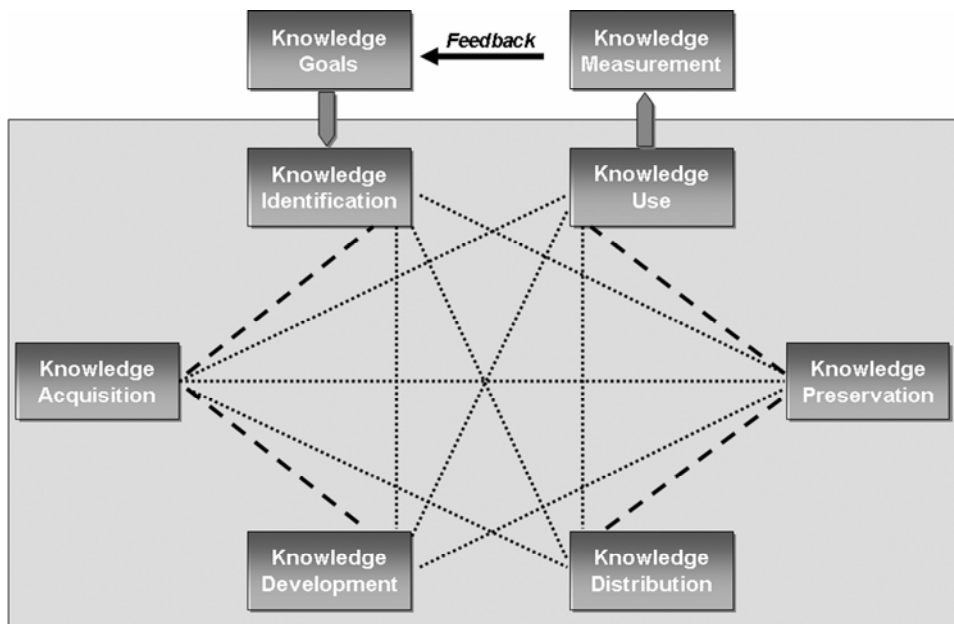 Knowledge
Goals
Feedback
Knowledge
Measurement
Knowledge
Identification
Knowledge
Use
Knowledge
Acquisition
Knowledge
Preservation
Knowledge
Development
Knowledge
Distribution